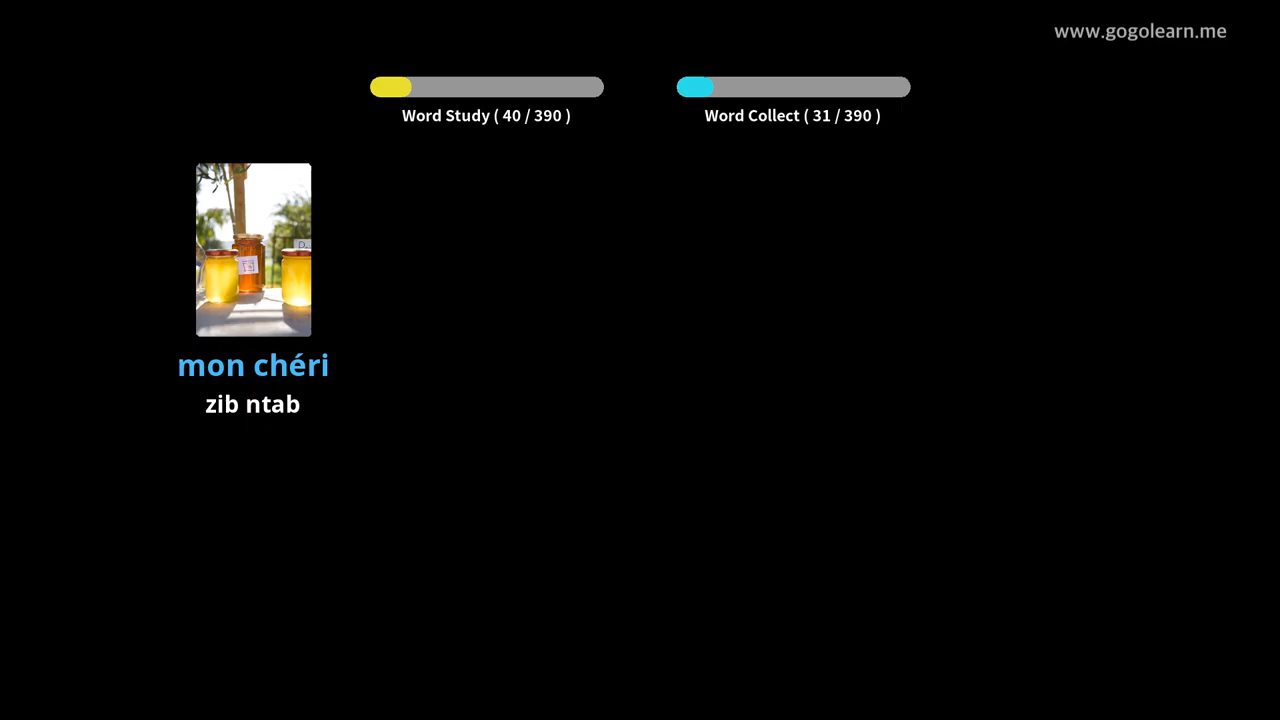 www.gogolearn.me
Word Study ( 40 / 390 )
Word Collect ( 31 / 390 )
D.
mon chéri
zib ntab